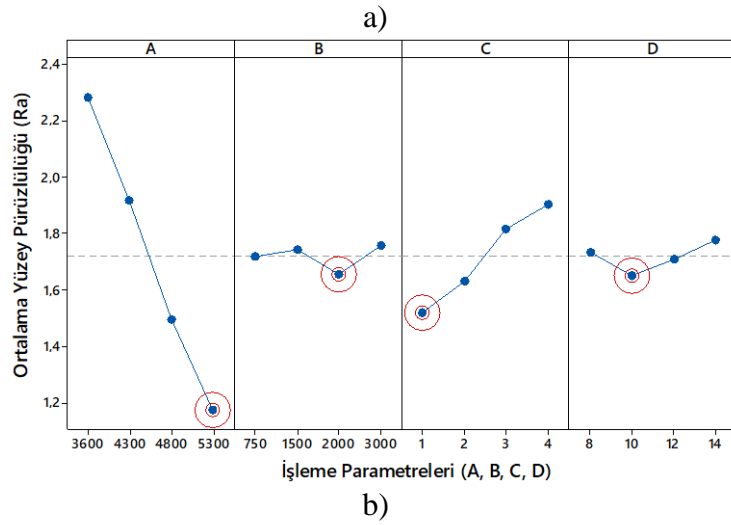 a)
A B C D
2,4
2,2
2,0
1,8
1,6
1,4
1,2
Ortalama Yüzey Pürüzlülüğü (Ra)
3600 4300 4800 5300 750 1500 2000 3000 1 2 3 4 8 10 12 14
İşleme Parametreleri (A, B, C, D)
b)